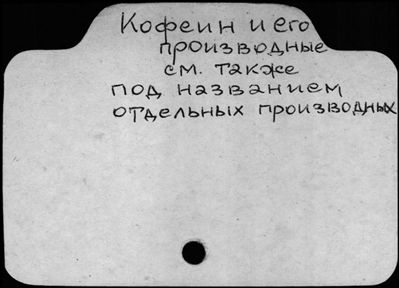 Кофеин и его
производные
см. также
под названием
отдельных производных